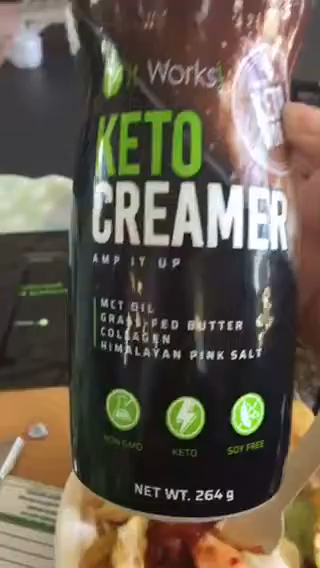 It Works!
KETO
CREAMER
AMP IT UP
MCT OIL
GRASS-FED BUTTER
COLLAGEN
HIMALAYAN PINK SALT
NON GMO
KETO
SOY FREE
NET WT. 264 g